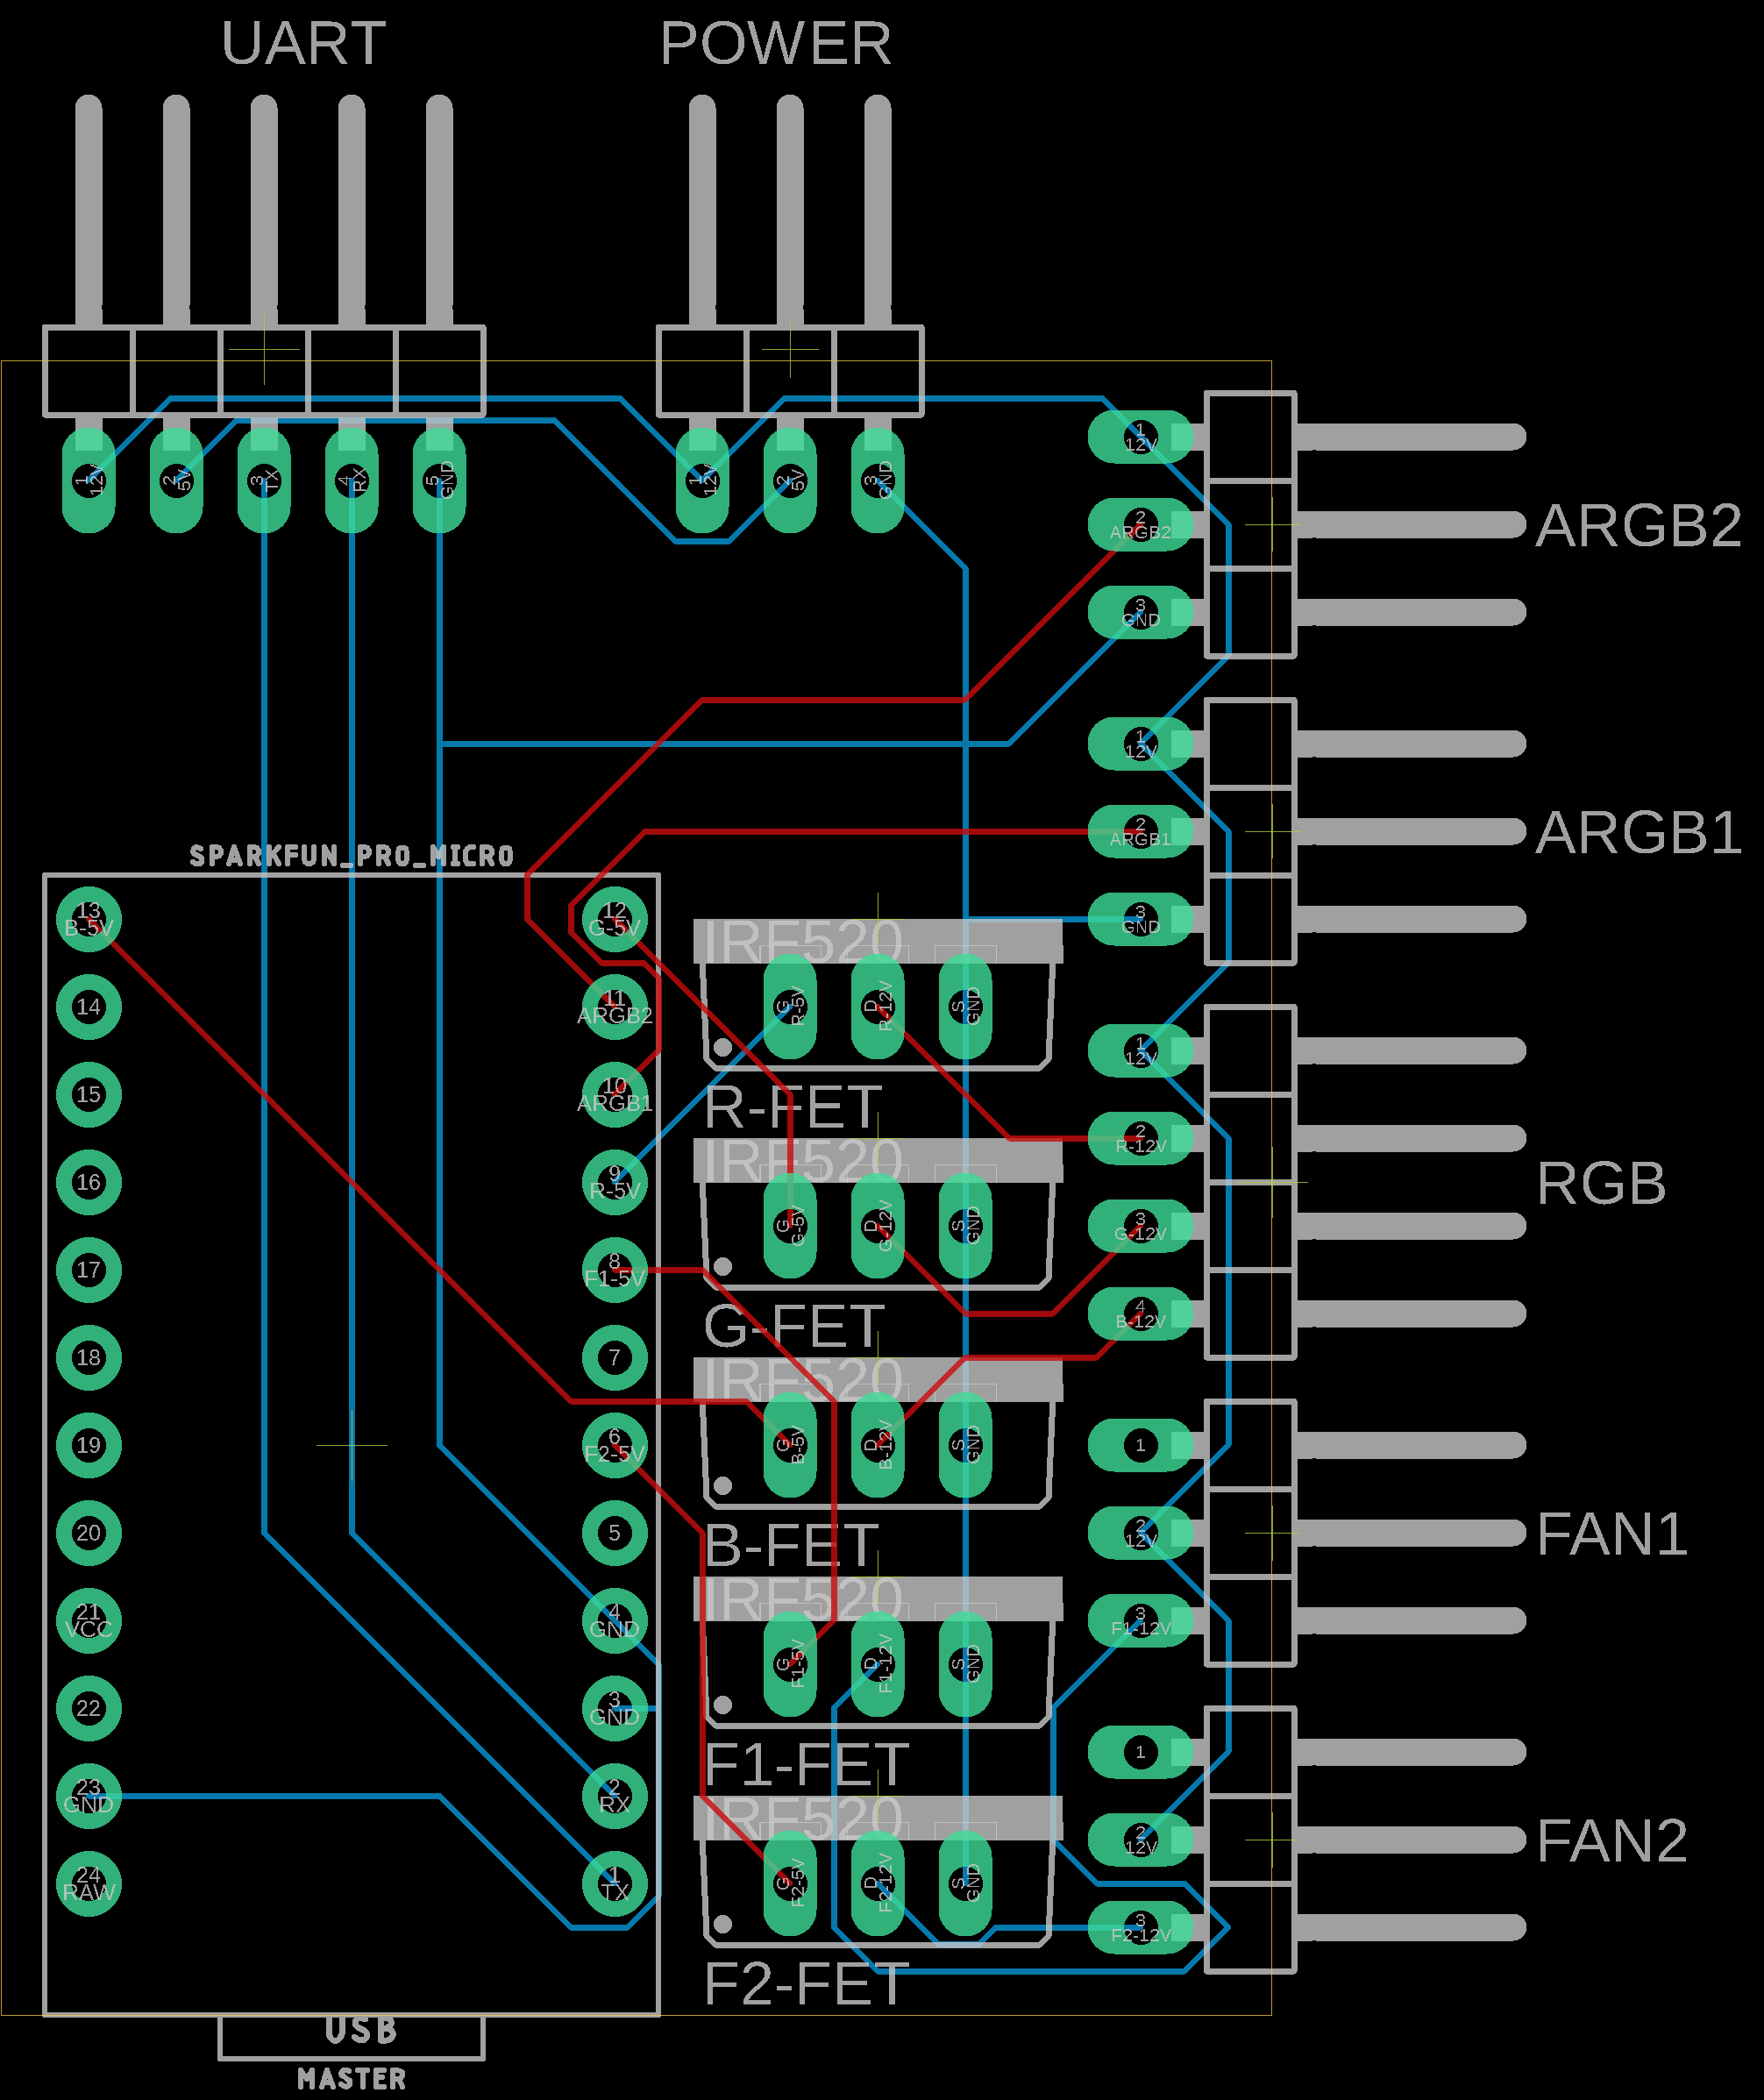 UART
POWER
1 12V
2 5V
3 TX
4 RX
5 GND
1 12V
2 5V
3 GND
1
12V
2
ARGB2
3
GND
ARGB2
1
12V
2
ARGB1
3
GND
ARGB1
SPARKFUN_PRO_MICRO
13
B-5V
14
15
16
17
18
19
20
21
VCC
22
23
GND
24
RAW
12
G-5V
11
ARGB2
10
ARGB1
9
R-5V
8
F1-5V
7
6
F2-5V
5
4
GND
3
GND
2
RX
1
TX
IRF520
G R-5V
D R-12V
S GND
R-FET
IRF520
G G-5V
D G-12V
S GND
G-FET
IRF520
G B-5V
D B-12V
S GND
B-FET
IRF520
G F1-5V
D F1-12V
S GND
F1-FET
IRF520
G F2-5V
D F2-12V
S GND
F2-FET
1
12V
2
R-12V
3
G-12V
4
B-12V
RGB
1
2
12V
3
F1-12V
FAN1
1
2
12V
3
F2-12V
FAN2
USB
MASTER